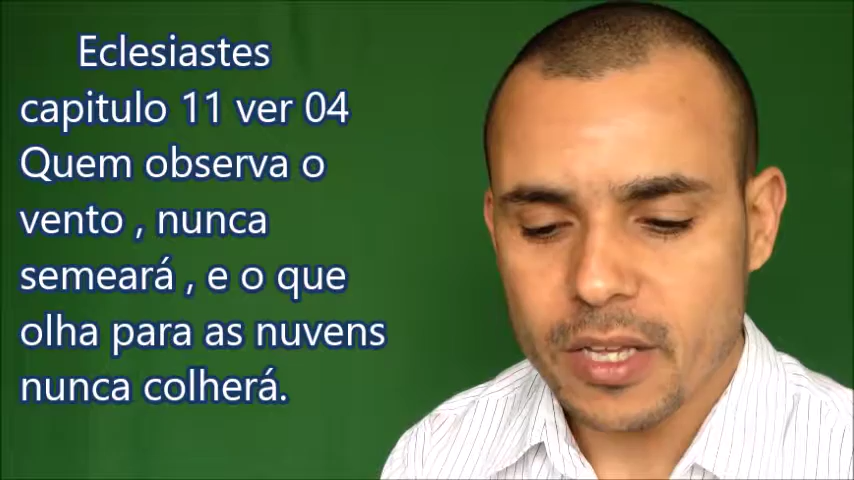 Eclesiastes
capitulo 11 ver 04
Quem observa o
vento , nunca
semeará , e o que
olha para as nuvens
nunca colherá.